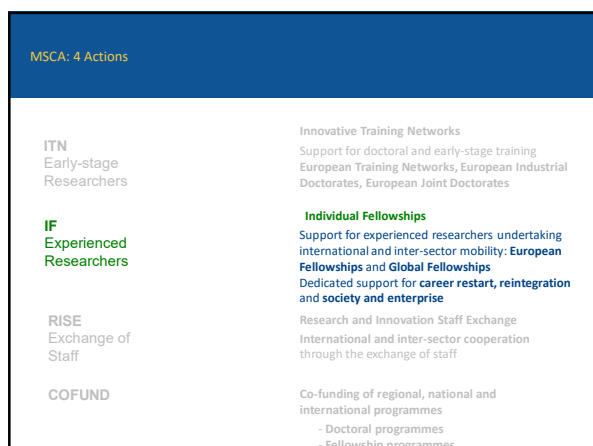 MSCA: 4 Actions
ITN
Early-stage
Researchers
Innovative Training Networks
Support for doctoral and early-stage training
European Training Networks, European Industrial
Doctorates, European Joint Doctorates
IF
Experienced
Researchers
Individual Fellowships
Support for experienced researchers undertaking
international and inter-sector mobility: European
Fellowships and Global Fellowships
Dedicated support for career restart, reintegration
and society and enterprise
RISE
Exchange of
Staff
Research and Innovation Staff Exchange
International and inter-sector cooperation
through the exchange of staff
COFUND
Co-funding of regional, national and
international programmes
- Doctoral programmes
- Fellowship programmes